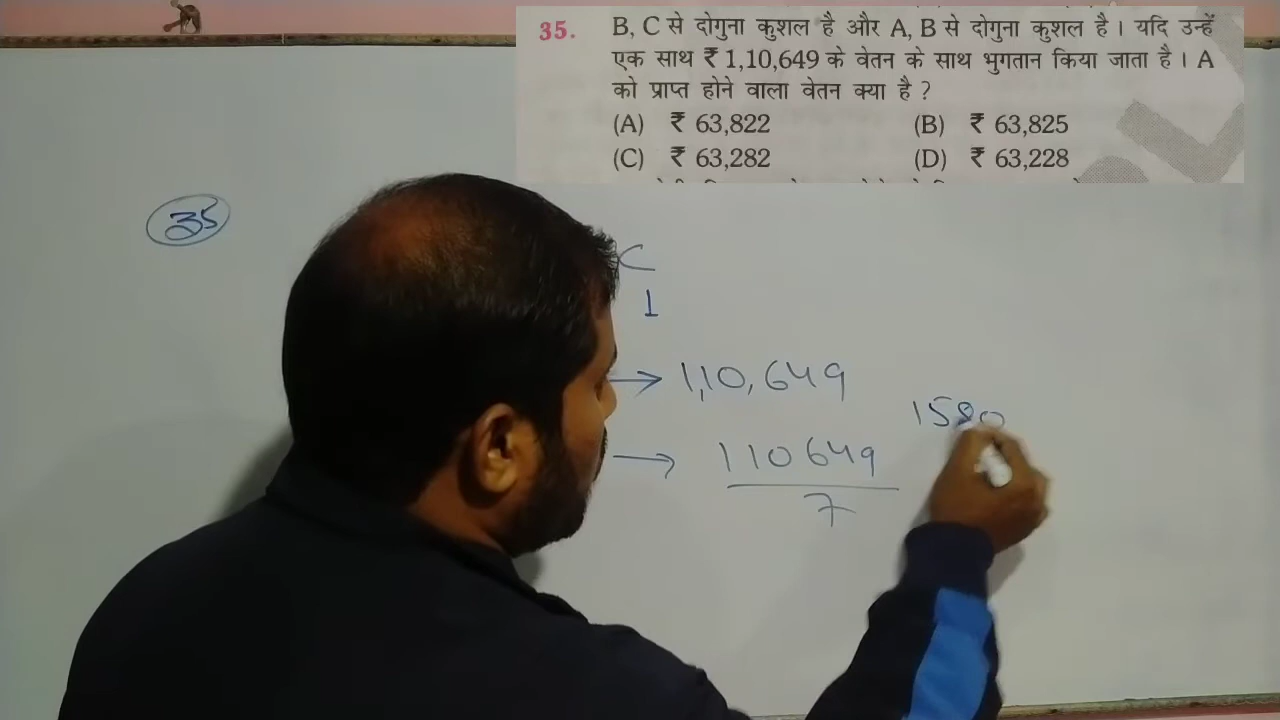 35. B, C से दोगुना कुशल है और A, B से दोगुना कुशल है। यदि उन्हें
एक साथ ₹ 1,10,649 के वेतन के साथ भुगतान किया जाता है। A
को प्राप्त होने वाला वेतन क्या है?
(A) ₹ 63,822 (B) ₹ 63,825
(C) ₹ 63,282 (D) ₹ 63,228
35
C
1
→ 1,10,649
1580
→ 110649
7